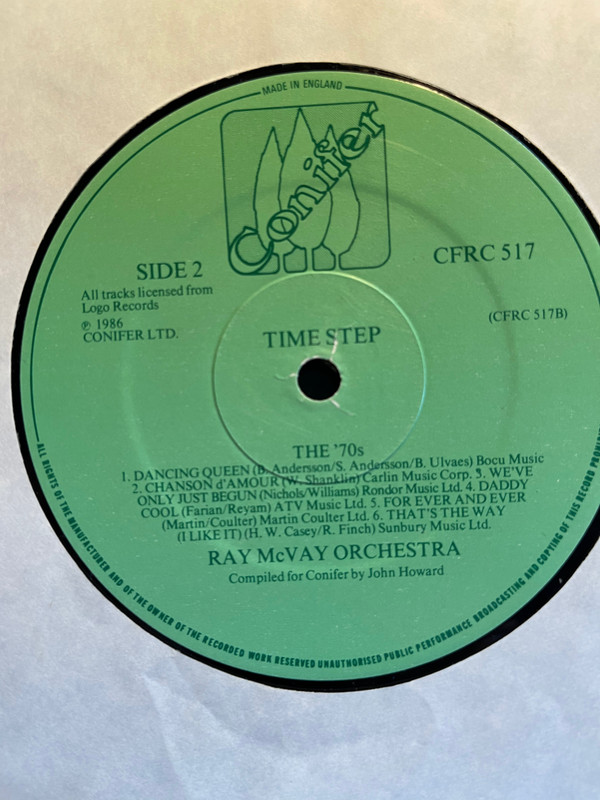 MADE IN ENGLAND
Conifer
SIDE 2
CFRC 517
All tracks licensed from
Logo Records
℗ 1986
CONIFER LTD.
(CFRC 517B)
TIME STEP
THE '70s
1. DANCING QUEEN (B. Andersson/S. Andersson/B. Ulvaes) Bocu Music
2. CHANSON d'AMOUR (W. Shanklin) Carlin Music Corp. 3. WE'VE
ONLY JUST BEGUN (Nichols/Williams) Rondor Music Ltd. 4. DADDY
COOL (Farian/Reyam) ATV Music Ltd. 5. FOR EVER AND EVER
(Martin/Coulter) Martin Coulter Ltd. 6. THAT'S THE WAY
(I LIKE IT) (H. W. Casey/R. Finch) Sunbury Music Ltd.
RAY McVAY ORCHESTRA
Compiled for Conifer by John Howard
ALL RIGHTS OF THE MANUFACTURER AND OF THE OWNER OF THE RECORDED WORK RESERVED UNAUTHORISED PUBLIC PERFORMANCE BROADCASTING AND COPYING OF THIS RECORD